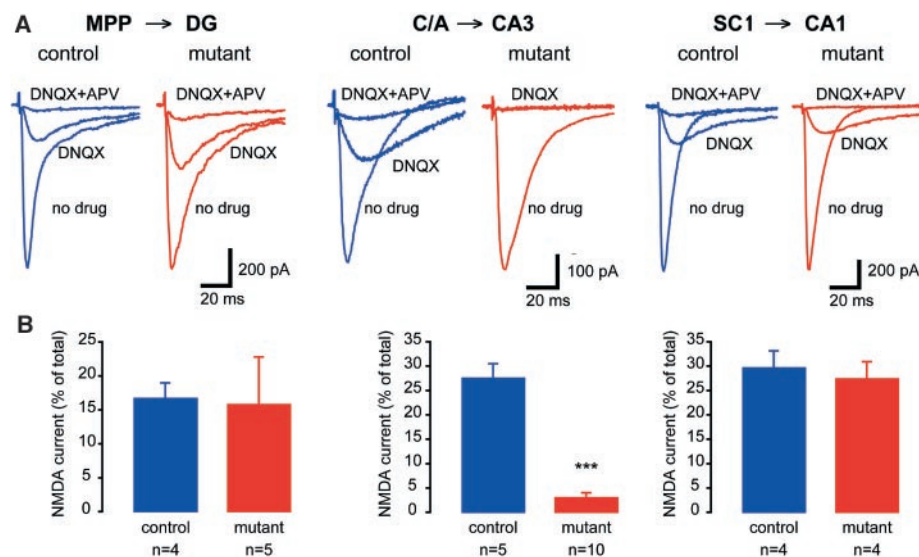 A MPP → DG C/A → CA3 SC1 → CA1
control mutant control mutant control mutant
DNQX+APV DNQX+APV DNQX+APV DNQX DNQX+APV DNQX+APV
DNQX DNQX DNQX DNQX
no drug no drug no drug no drug no drug no drug
200 pA 100 pA 200 pA
20 ms 20 ms 20 ms
B
NMDA current (% of total) NMDA current (% of total) NMDA current (% of total)
25 35 35
20 30 30
15 25 25
10 20 20
5 15 15
0 10 10
5 5
0 0
***
control mutant control mutant control mutant
n=4 n=5 n=5 n=10 n=4 n=4